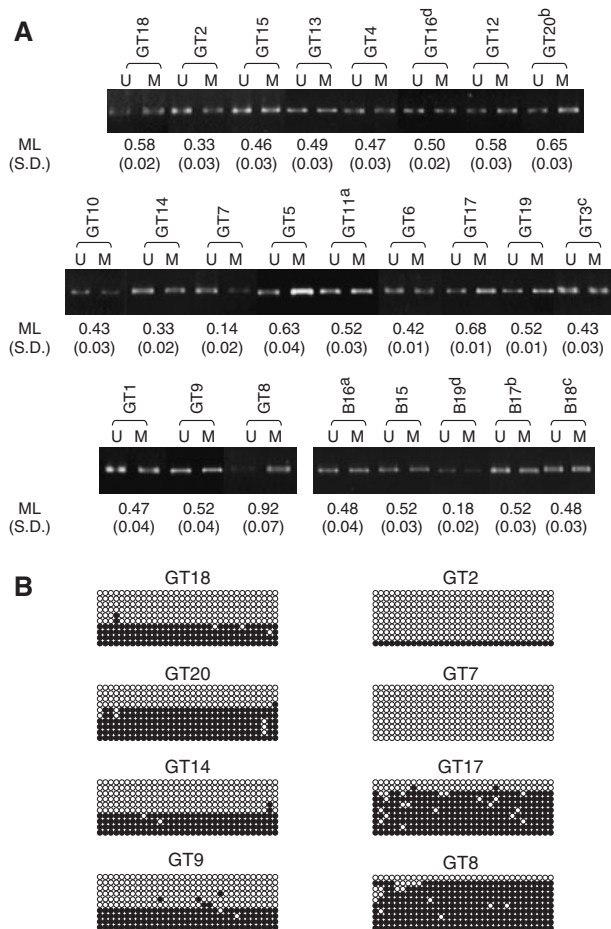 A
GT18 GT2 GT15 GT13 GT4 GT16d GT12 GT20b
U M U M U M U M U M U M U M U M
ML 0.58 0.33 0.46 0.49 0.47 0.50 0.58 0.65
(S.D.) (0.02) (0.03) (0.03) (0.03) (0.03) (0.02) (0.03) (0.03)
GT10 GT14 GT7 GT5 GT11a GT6 GT17 GT19 GT3c
U M U M U M U M U M U M U M U M U M
ML 0.43 0.33 0.14 0.63 0.52 0.42 0.68 0.52 0.43
(S.D.) (0.03) (0.02) (0.02) (0.04) (0.03) (0.01) (0.01) (0.01) (0.03)
GT1 GT9 GT8 B16a B15 B19d B17b B18c
U M U M U M U M U M U M U M U M
ML 0.47 0.52 0.92 0.48 0.52 0.18 0.52 0.48
(S.D.) (0.04) (0.04) (0.07) (0.04) (0.03) (0.02) (0.03) (0.03)
B
GT18 GT2
GT20 GT7
GT14 GT17
GT9 GT8